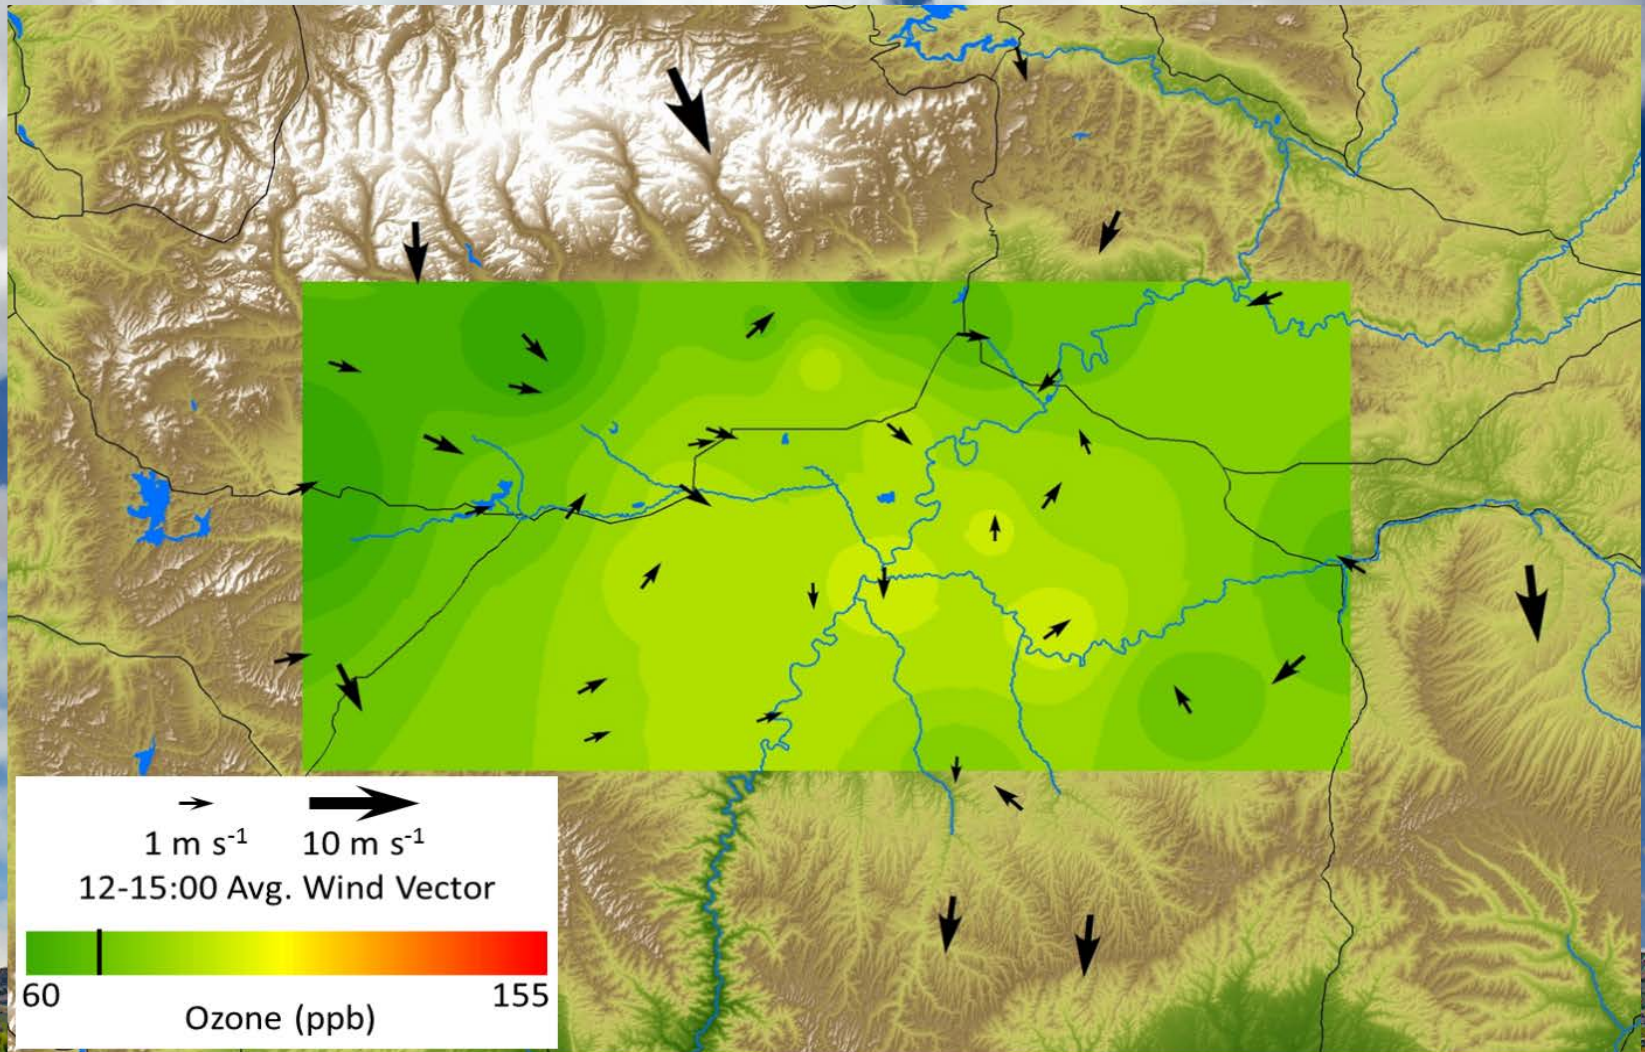 1 m s-1 10 m s-1
12-15:00 Avg. Wind Vector
60 155
Ozone (ppb)